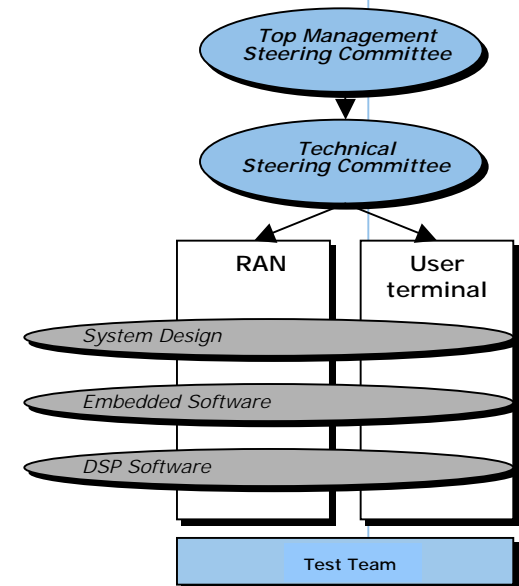 Top Management
Steering Committee
Technical
Steering Committee
RAN
User
terminal
System Design
Embedded Software
DSP Software
Test Team